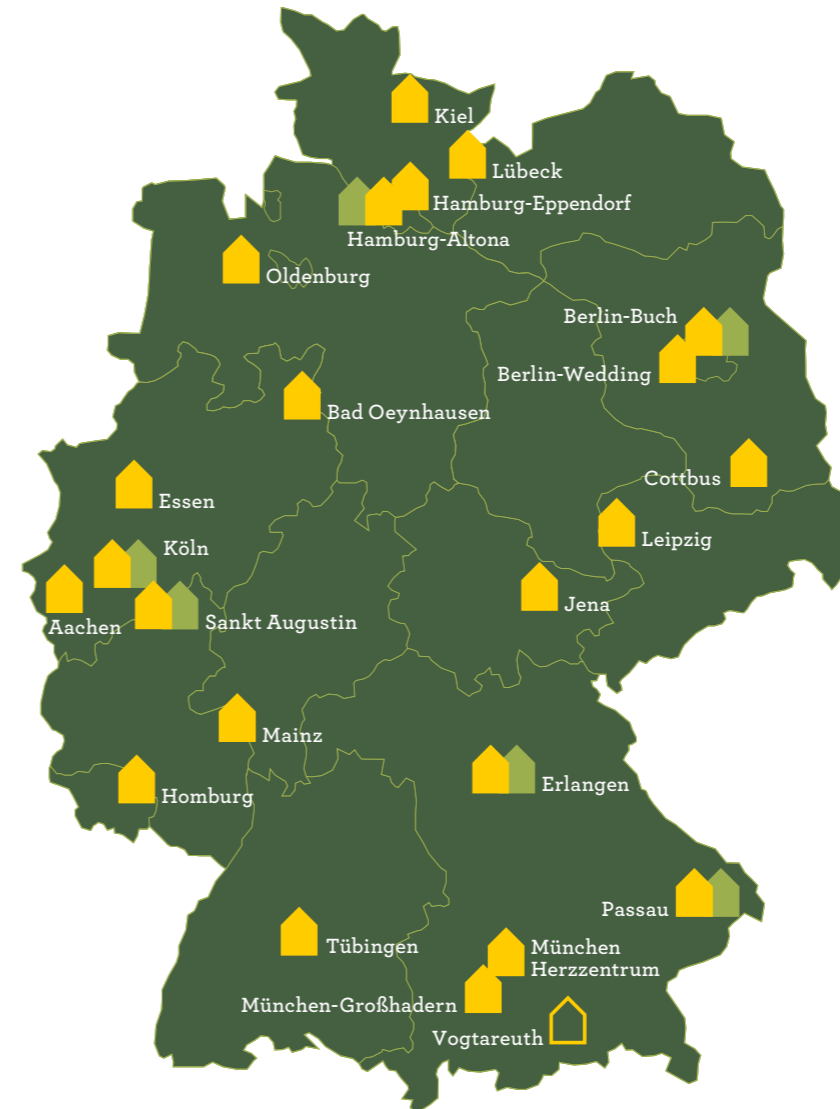 Kiel
Lübeck
Hamburg-Eppendorf
Hamburg-Altona
Oldenburg
Berlin-Buch
Berlin-Wedding
Bad Oeynhausen
Cottbus
Essen
Leipzig
Köln
Jena
Aachen
Sankt Augustin
Mainz
Erlangen
Homburg
Passau
Tübingen
München
Herzzentrum
München-Großhadern
Vogtareuth